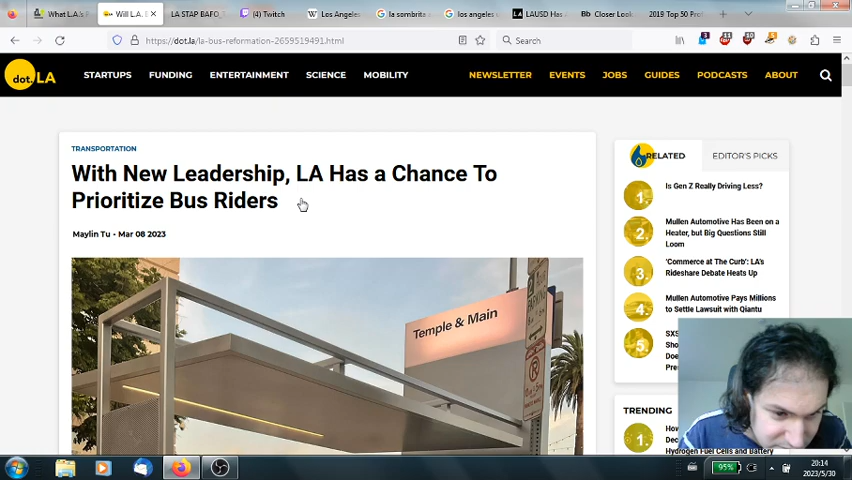 What L.A.'s P
Will L.A. B
LA STAP BAFO_
(4) Twitch
Los Angeles
la sombrita
los angeles
LAUSD Has
Closer Look
2019 Top 50 Prof
https://dot.la/la-bus-reformation-2659519491.html
Search
dot.LA
STARTUPS
FUNDING
ENTERTAINMENT
SCIENCE
MOBILITY
NEWSLETTER
EVENTS
JOBS
GUIDES
PODCASTS
ABOUT
TRANSPORTATION
With New Leadership, LA Has a Chance To
Prioritize Bus Riders
Maylin Tu - Mar 08 2023
Temple & Main
PARKING
RELATED
EDITOR'S PICKS
1.
Is Gen Z Really Driving Less?
2.
Mullen Automotive Has Been on a
Heater, but Big Questions Still
Loom
3.
'Commerce at The Curb': LA's
Rideshare Debate Heats Up
4.
Mullen Automotive Pays Millions
to Settle Lawsuit with Qiantu
5.
SXS
Sho
Doe
Pre
TRENDING
1.
How
Dec
Hydrogen Fuel Cells and Battery
95%
20:14
2023/5/30